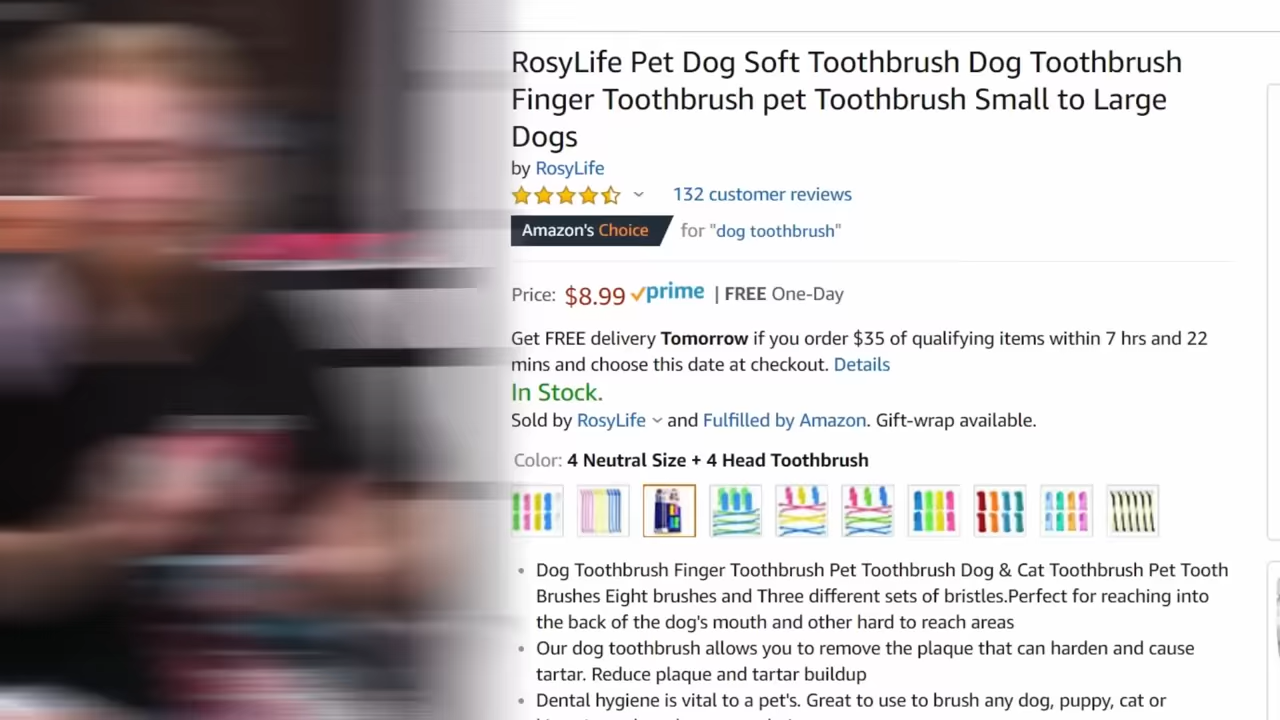 RosyLife Pet Dog Soft Toothbrush Dog Toothbrush
Finger Toothbrush pet Toothbrush Small to Large
Dogs
by RosyLife
132 customer reviews
Amazon's Choice for "dog toothbrush"
Price: $8.99 prime | FREE One-Day
Get FREE delivery Tomorrow if you order $35 of qualifying items within 7 hrs and 22
mins and choose this date at checkout. Details
In Stock.
Sold by RosyLife and Fulfilled by Amazon. Gift-wrap available.
Color: 4 Neutral Size + 4 Head Toothbrush
• Dog Toothbrush Finger Toothbrush Pet Toothbrush Dog & Cat Toothbrush Pet Tooth
Brushes Eight brushes and Three different sets of bristles.Perfect for reaching into
the back of the dog's mouth and other hard to reach areas
• Our dog toothbrush allows you to remove the plaque that can harden and cause
tartar. Reduce plaque and tartar buildup
• Dental hygiene is vital to a pet's. Great to use to brush any dog, puppy, cat or